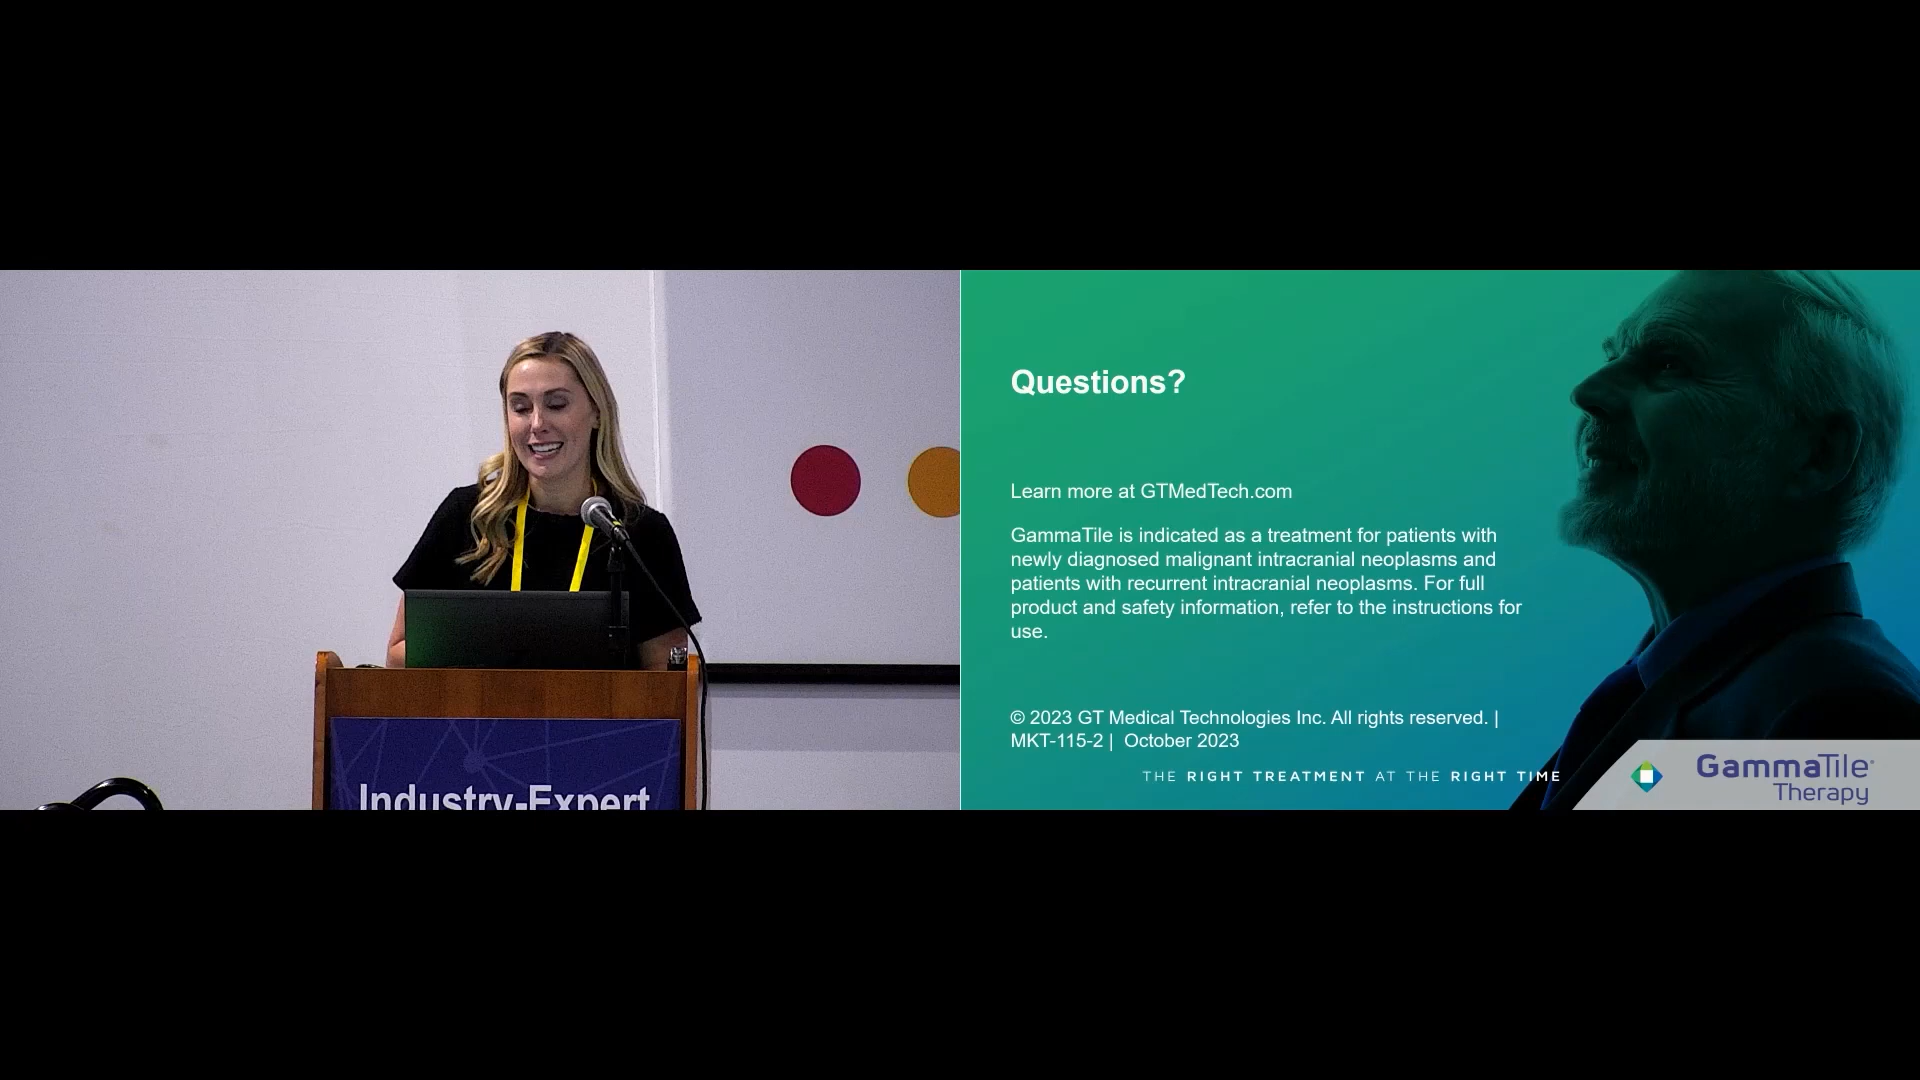 Industry-Expert
Questions?
Learn more at GTMedTech.com
GammaTile is indicated as a treatment for patients with
newly diagnosed malignant intracranial neoplasms and
patients with recurrent intracranial neoplasms. For full
product and safety information, refer to the instructions for
use.
© 2023 GT Medical Technologies Inc. All rights reserved. |
MKT-115-2 | October 2023
THE RIGHT TREATMENT AT THE RIGHT TIME
GammaTile®
Therapy